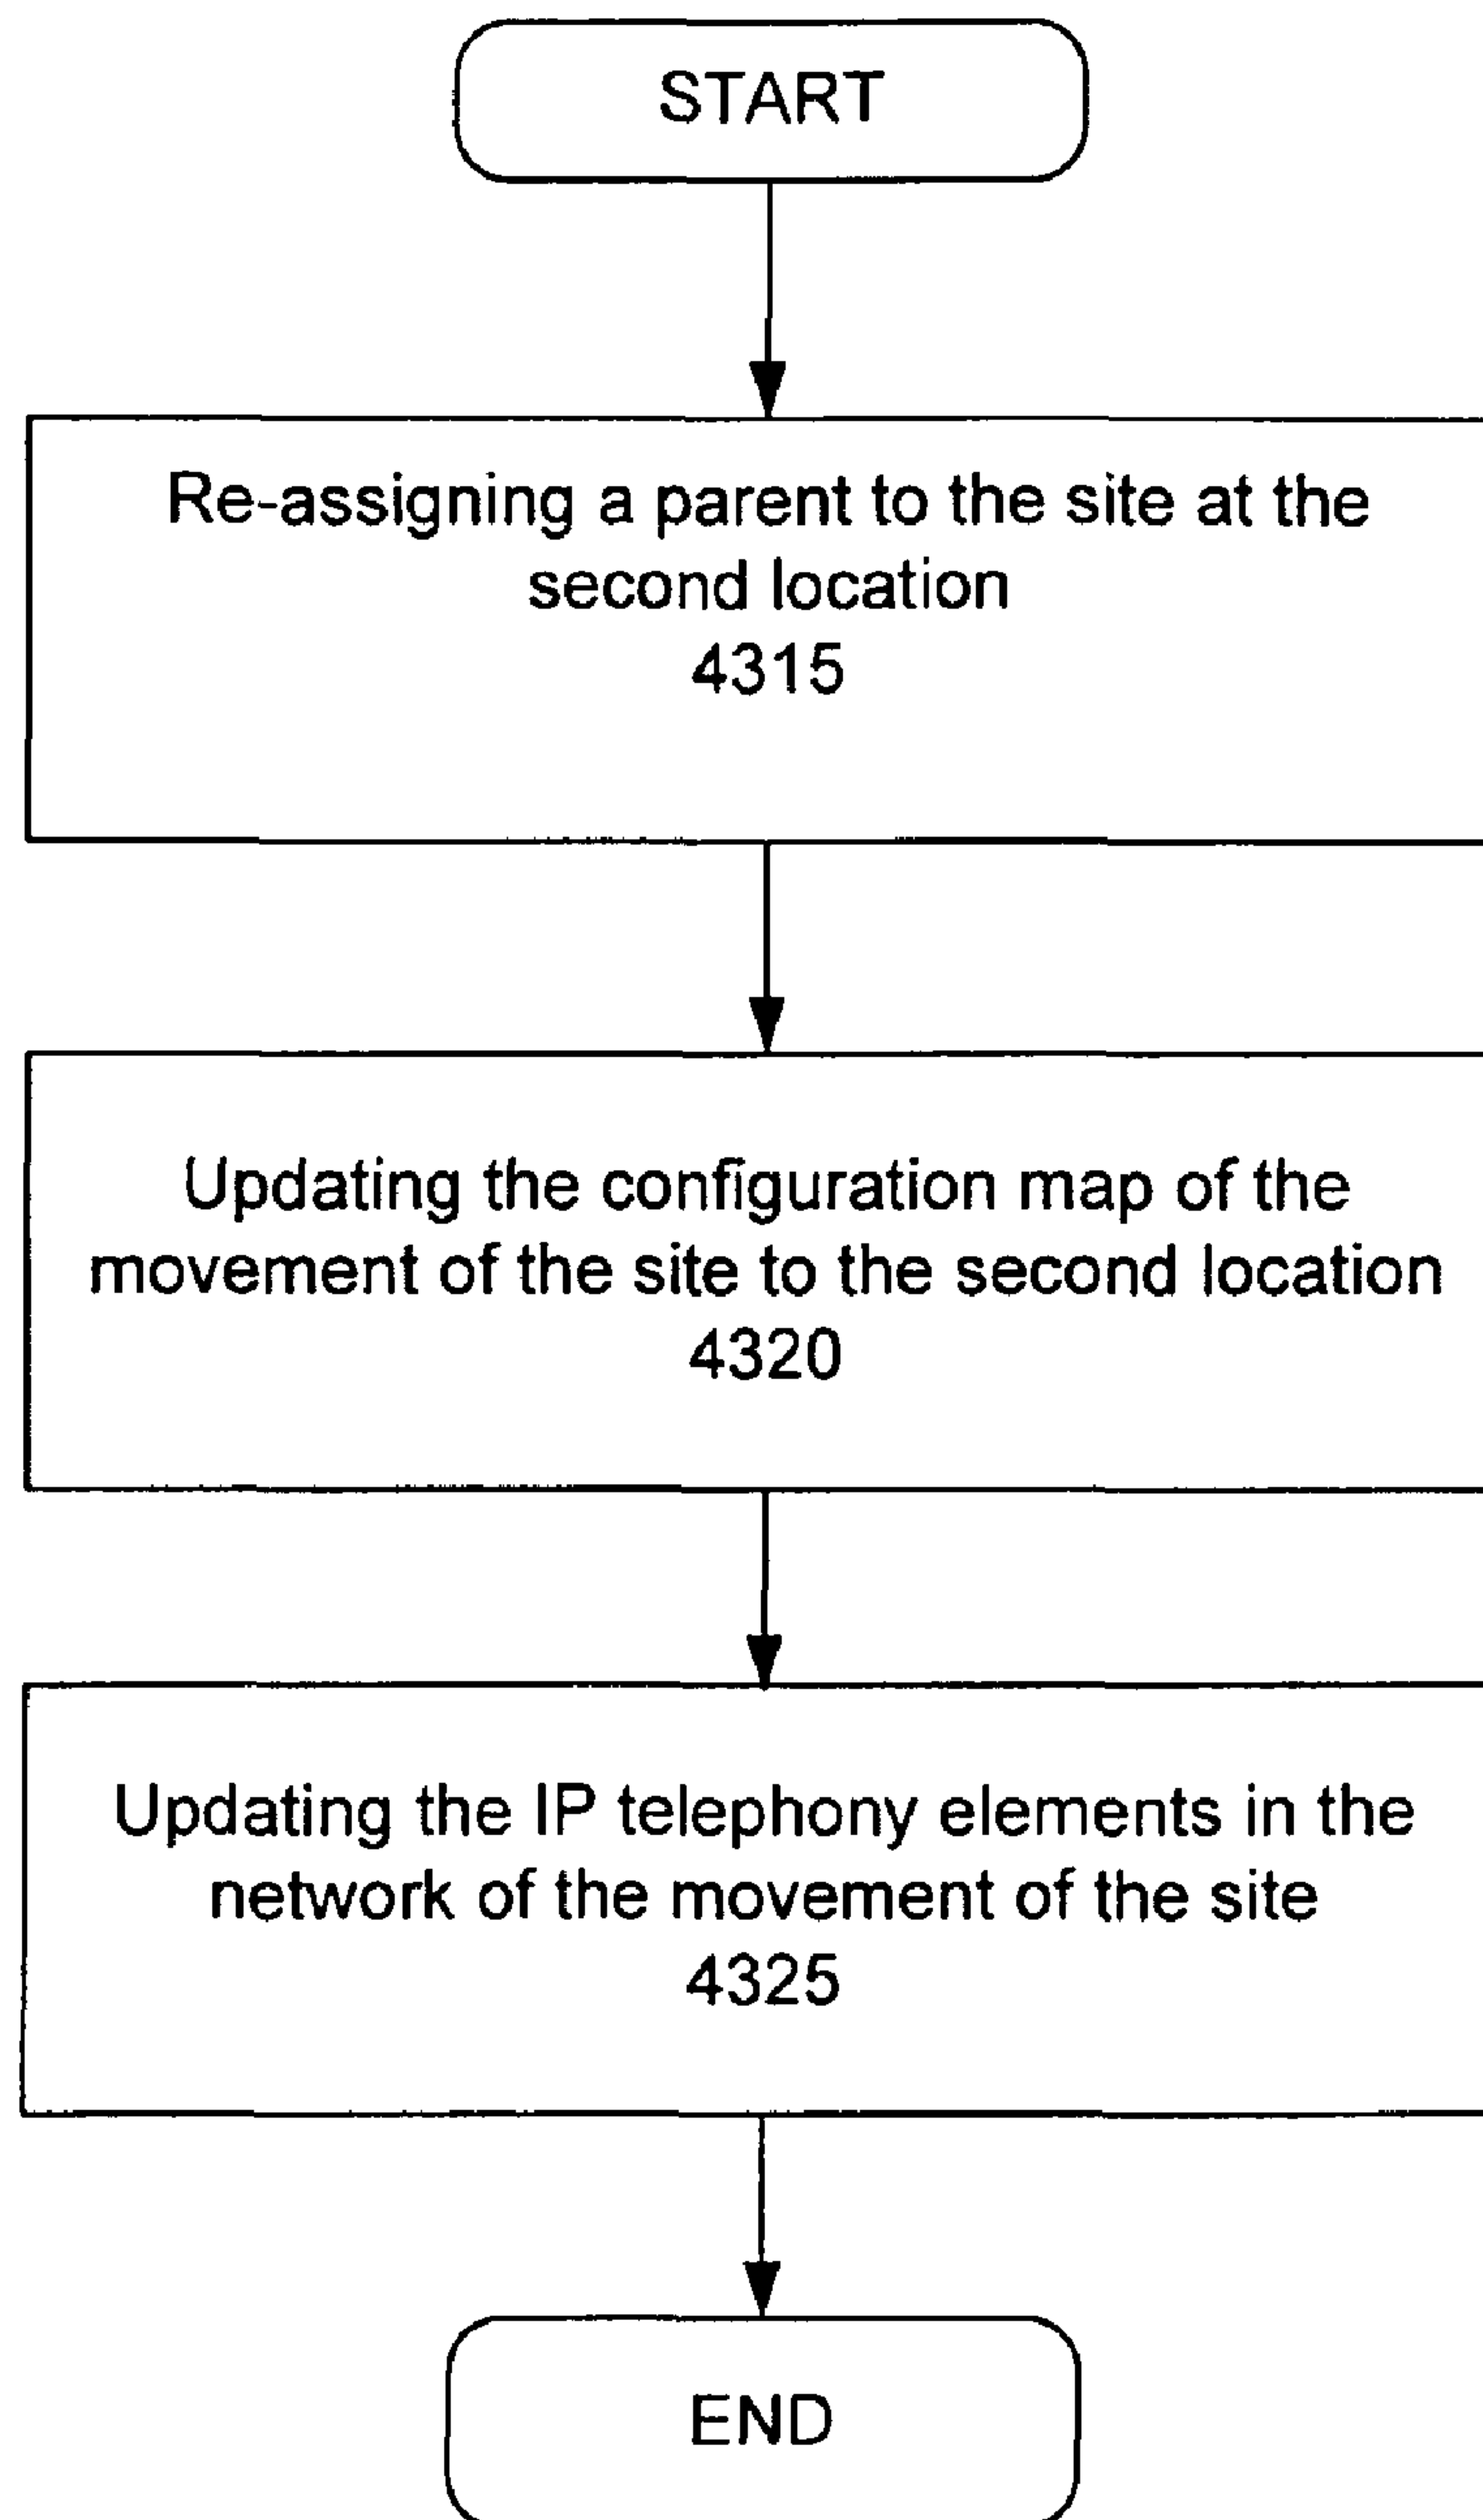 START
Re-assigning a parent to the site at the
second location
4315
Updating the configuration map of the
movement of the site to the second location
4320
Updating the IP telephony elements in the
network of the movement of the site
4325
END